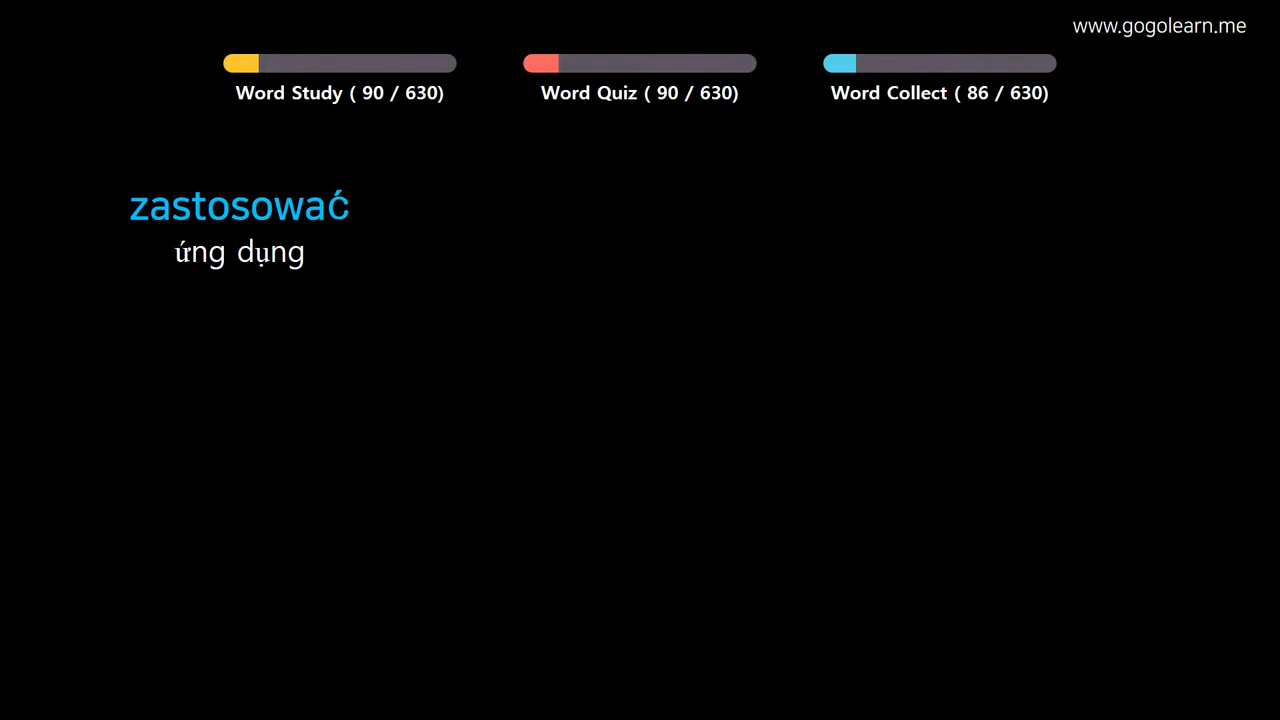 www.gogolearn.me
Word Study ( 90 / 630)
Word Quiz ( 90 / 630)
Word Collect ( 86 / 630)
zastosować
ứng dụng